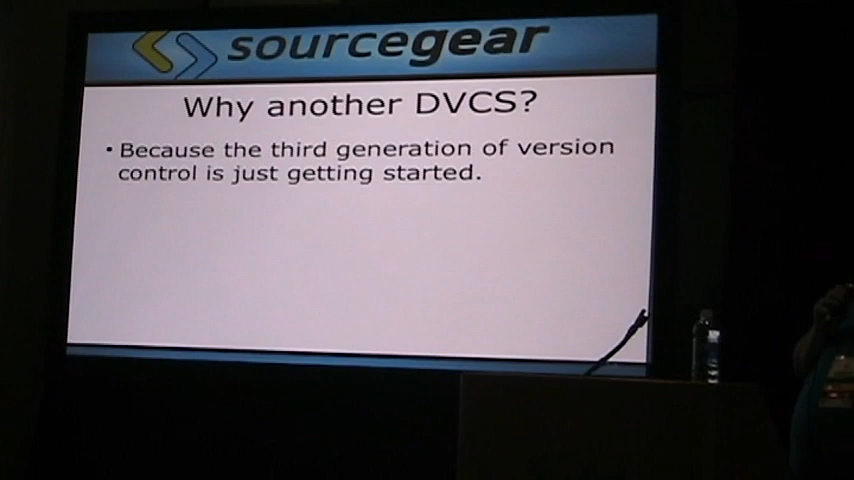 sourcegear
Why another DVCS?
• Because the third generation of version
control is just getting started.